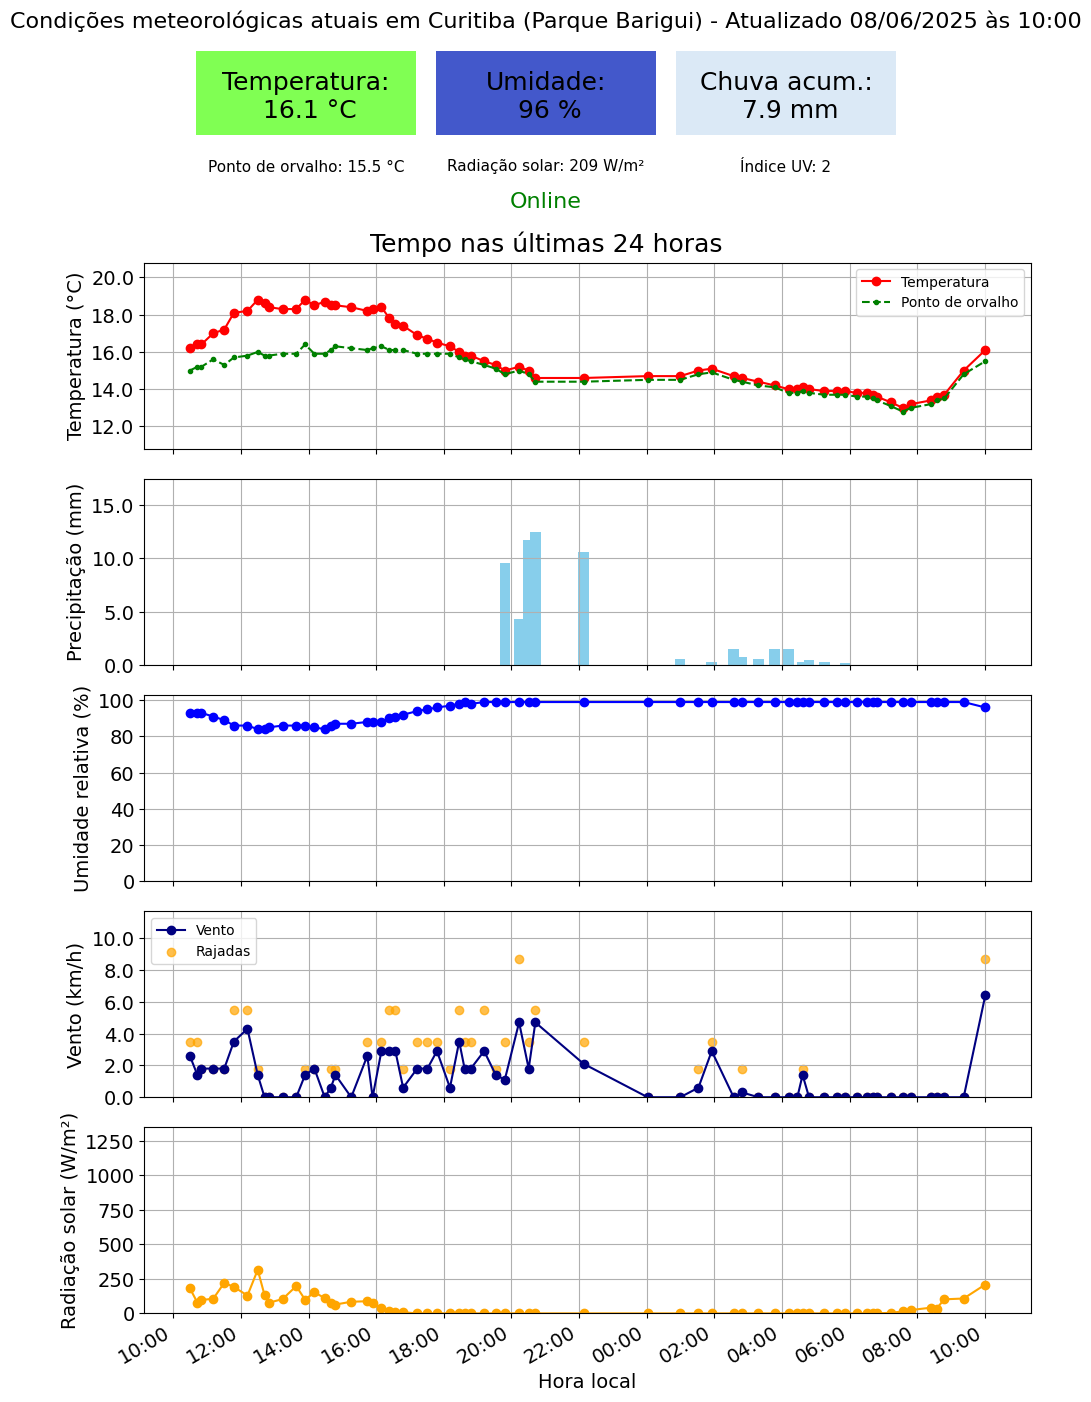 Condições meteorológicas atuais em Curitiba (Parque Barigui) - Atualizado 08/06/2025 às 10:00
Temperatura:
16.1 °C
Umidade:
96 %
Chuva acum.:
7.9 mm
Ponto de orvalho: 15.5 °C
Radiação solar: 209 W/m²
Índice UV: 2
Online
Tempo nas últimas 24 horas
Temperatura (°C)
20.0
18.0
16.0
14.0
12.0
Temperatura
Ponto de orvalho
Precipitação (mm)
15.0
10.0
5.0
0.0
Umidade relativa (%)
100
80
60
40
20
0
Vento (km/h)
10.0
8.0
6.0
4.0
2.0
0.0
Vento
Rajadas
Radiação solar (W/m²)
1250
1000
750
500
250
0
10:00
12:00
14:00
16:00
18:00
20:00
22:00
00:00
02:00
04:00
06:00
08:00
10:00
Hora local